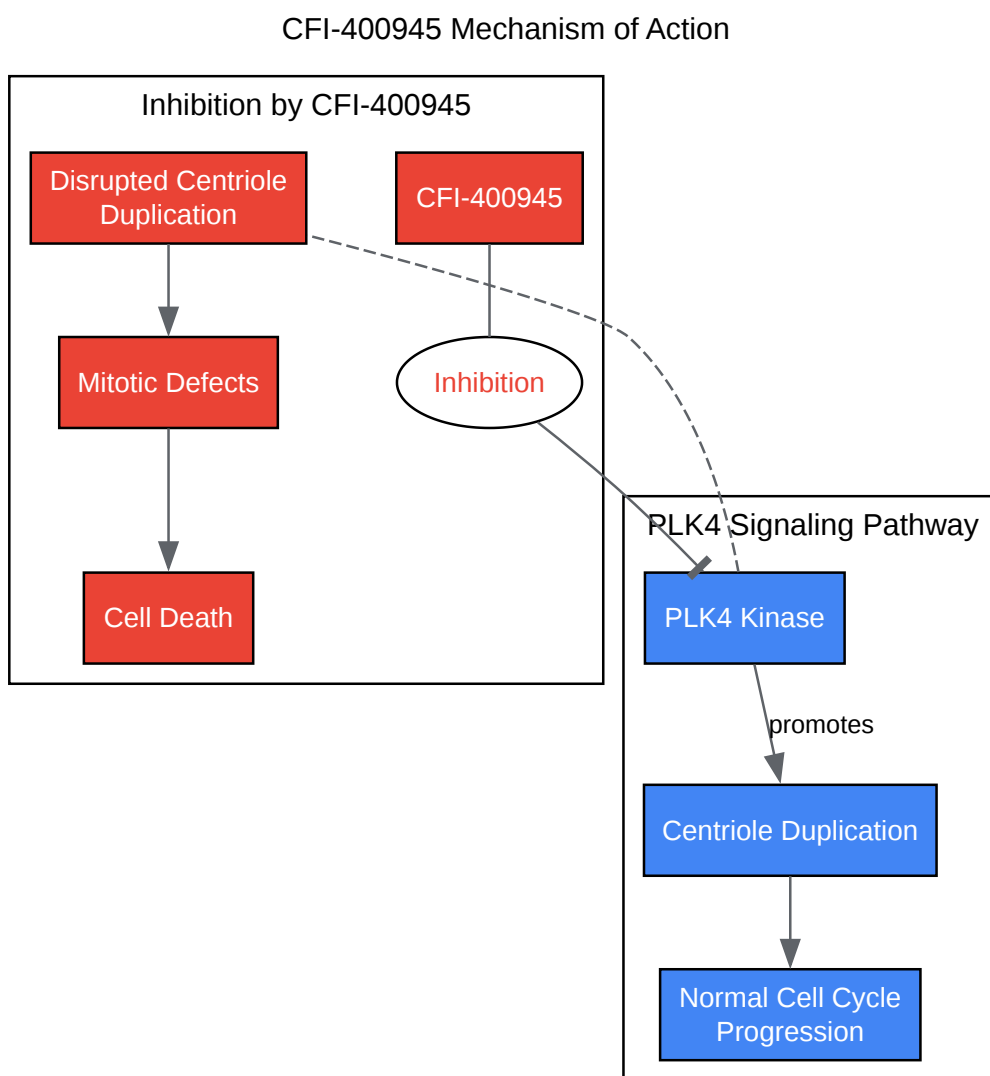 CFI-400945 Mechanism of Action
Inhibition by CFI-400945
Disrupted Centriole
Duplication
CFI-400945
Mitotic Defects
Inhibition
Cell Death
PLK4 Signaling Pathway
PLK4 Kinase
promotes
Centriole Duplication
Normal Cell Cycle
Progression